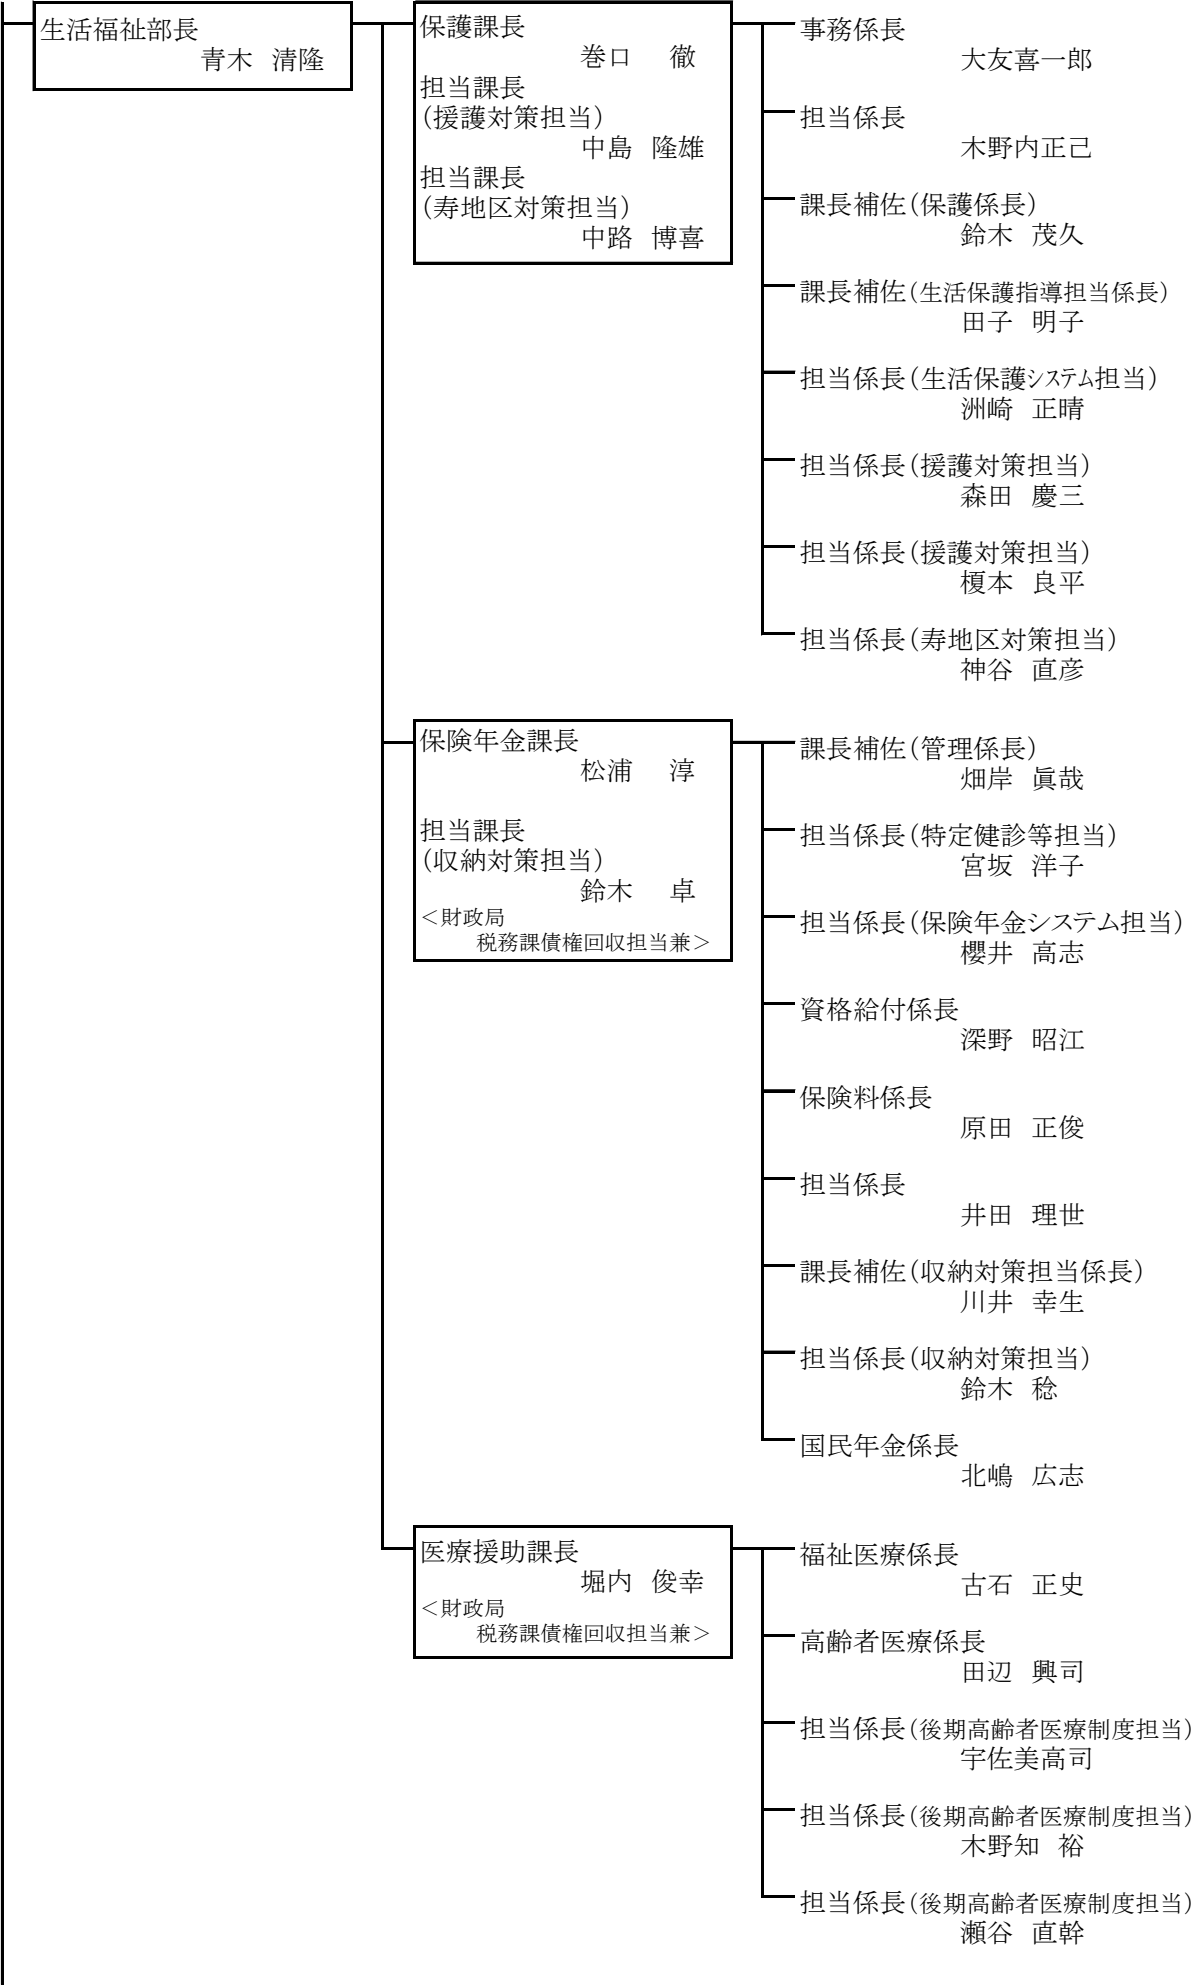 生活福祉部長
青木 清隆
保護課長
巻口 徹
担当課長
(援護対策担当)
中島 隆雄
担当課長
(寿地区対策担当)
中路 博喜
事務係長
大友喜一郎
担当係長
木野内正己
課長補佐(保護係長)
鈴木 茂久
課長補佐(生活保護指導担当係長)
田子 明子
担当係長(生活保護ｼｽﾃﾑ担当)
洲崎 正晴
担当係長(援護対策担当)
森田 慶三
担当係長(援護対策担当)
榎本 良平
担当係長(寿地区対策担当)
神谷 直彦
保険年金課長
松浦 淳
担当課長
(収納対策担当)
鈴木 卓
＜財政局
税務課債権回収担当兼＞
課長補佐(管理係長)
畑岸 眞哉
担当係長(特定健診等担当)
宮坂 洋子
担当係長(保険年金システム担当)
櫻井 高志
資格給付係長
深野 昭江
保険料係長
原田 正俊
担当係長
井田 理世
課長補佐(収納対策担当係長)
川井 幸生
担当係長(収納対策担当)
鈴木 稔
国民年金係長
北嶋 広志
医療援助課長
堀内 俊幸
＜財政局
税務課債権回収担当兼＞
福祉医療係長
古石 正史
高齢者医療係長
田辺 興司
担当係長(後期高齢者医療制度担当)
宇佐美高司
担当係長(後期高齢者医療制度担当)
木野知 裕
担当係長(後期高齢者医療制度担当)
瀬谷 直幹